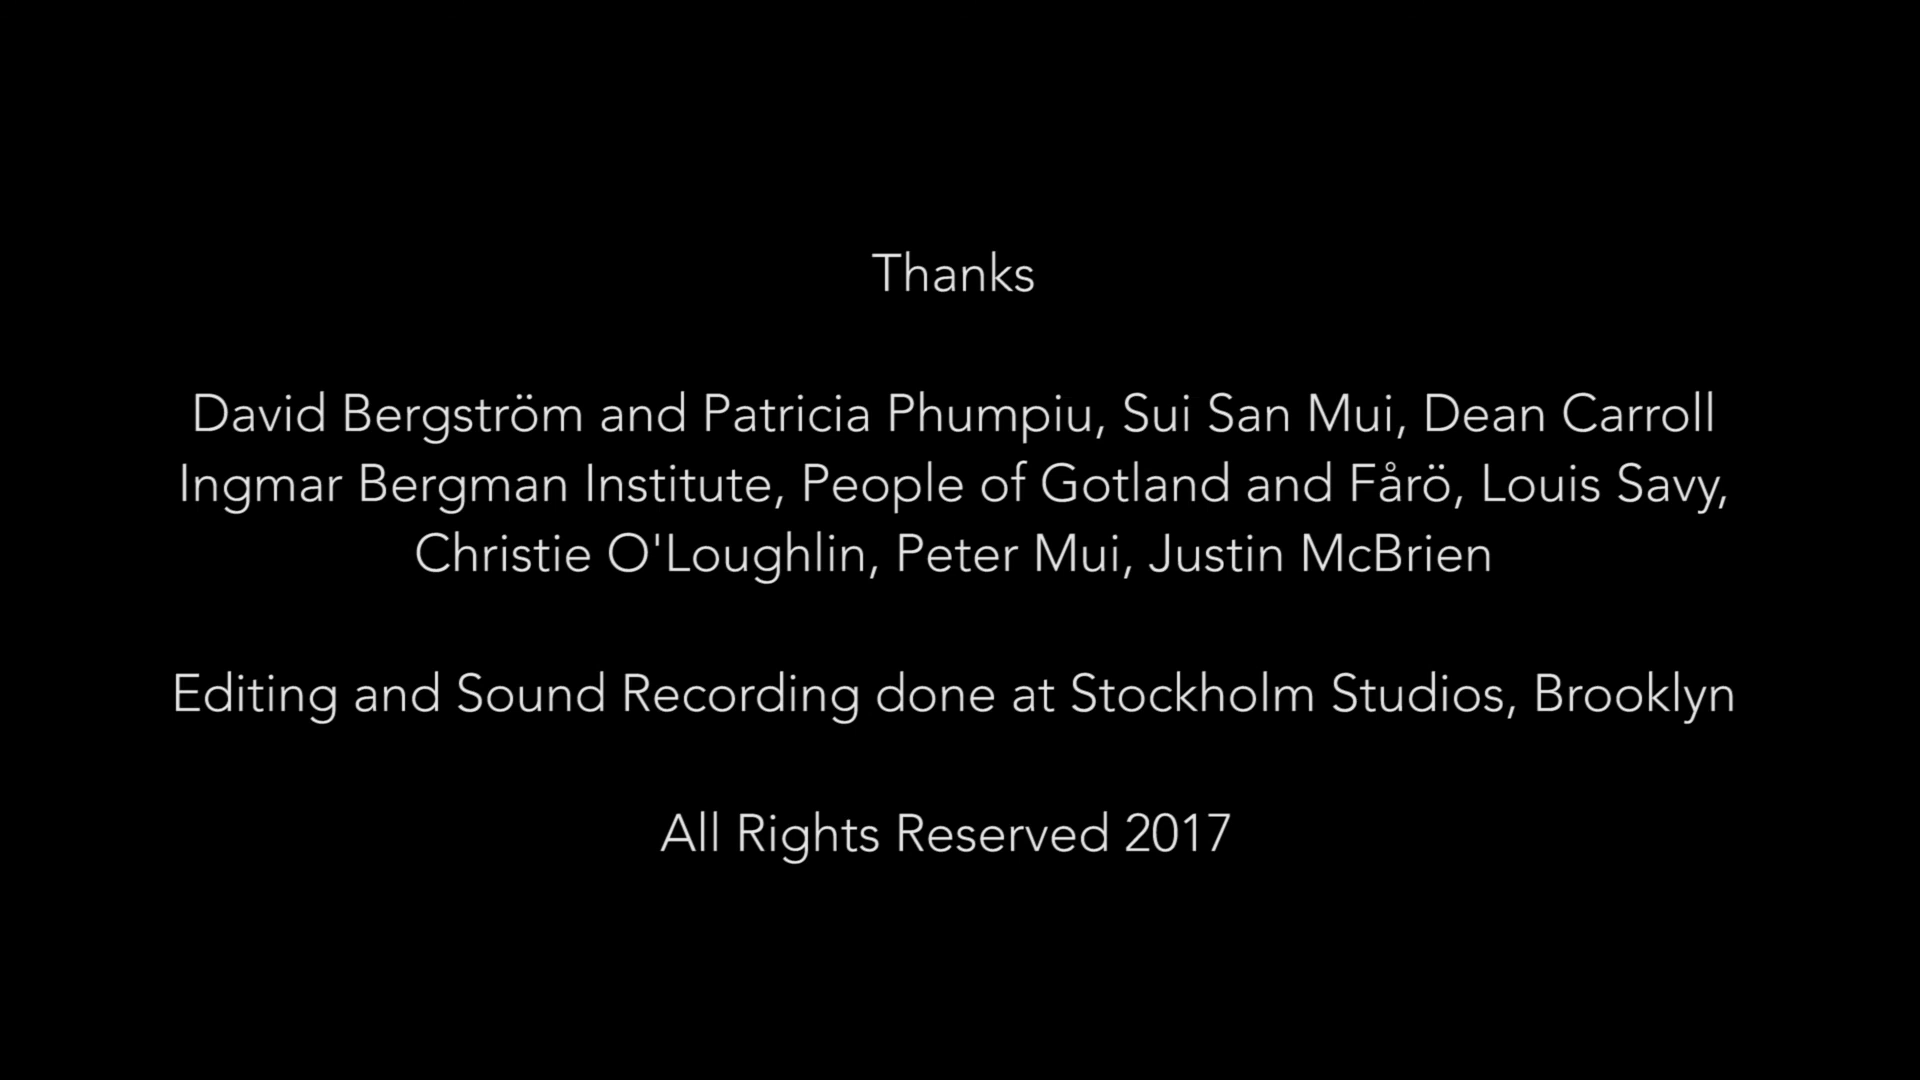 Thanks
David Bergström and Patricia Phumpiu, Sui San Mui, Dean Carroll
Ingmar Bergman Institute, People of Gotland and Fårö, Louis Savy,
Christie O'Loughlin, Peter Mui, Justin McBrien
Editing and Sound Recording done at Stockholm Studios, Brooklyn
All Rights Reserved 2017